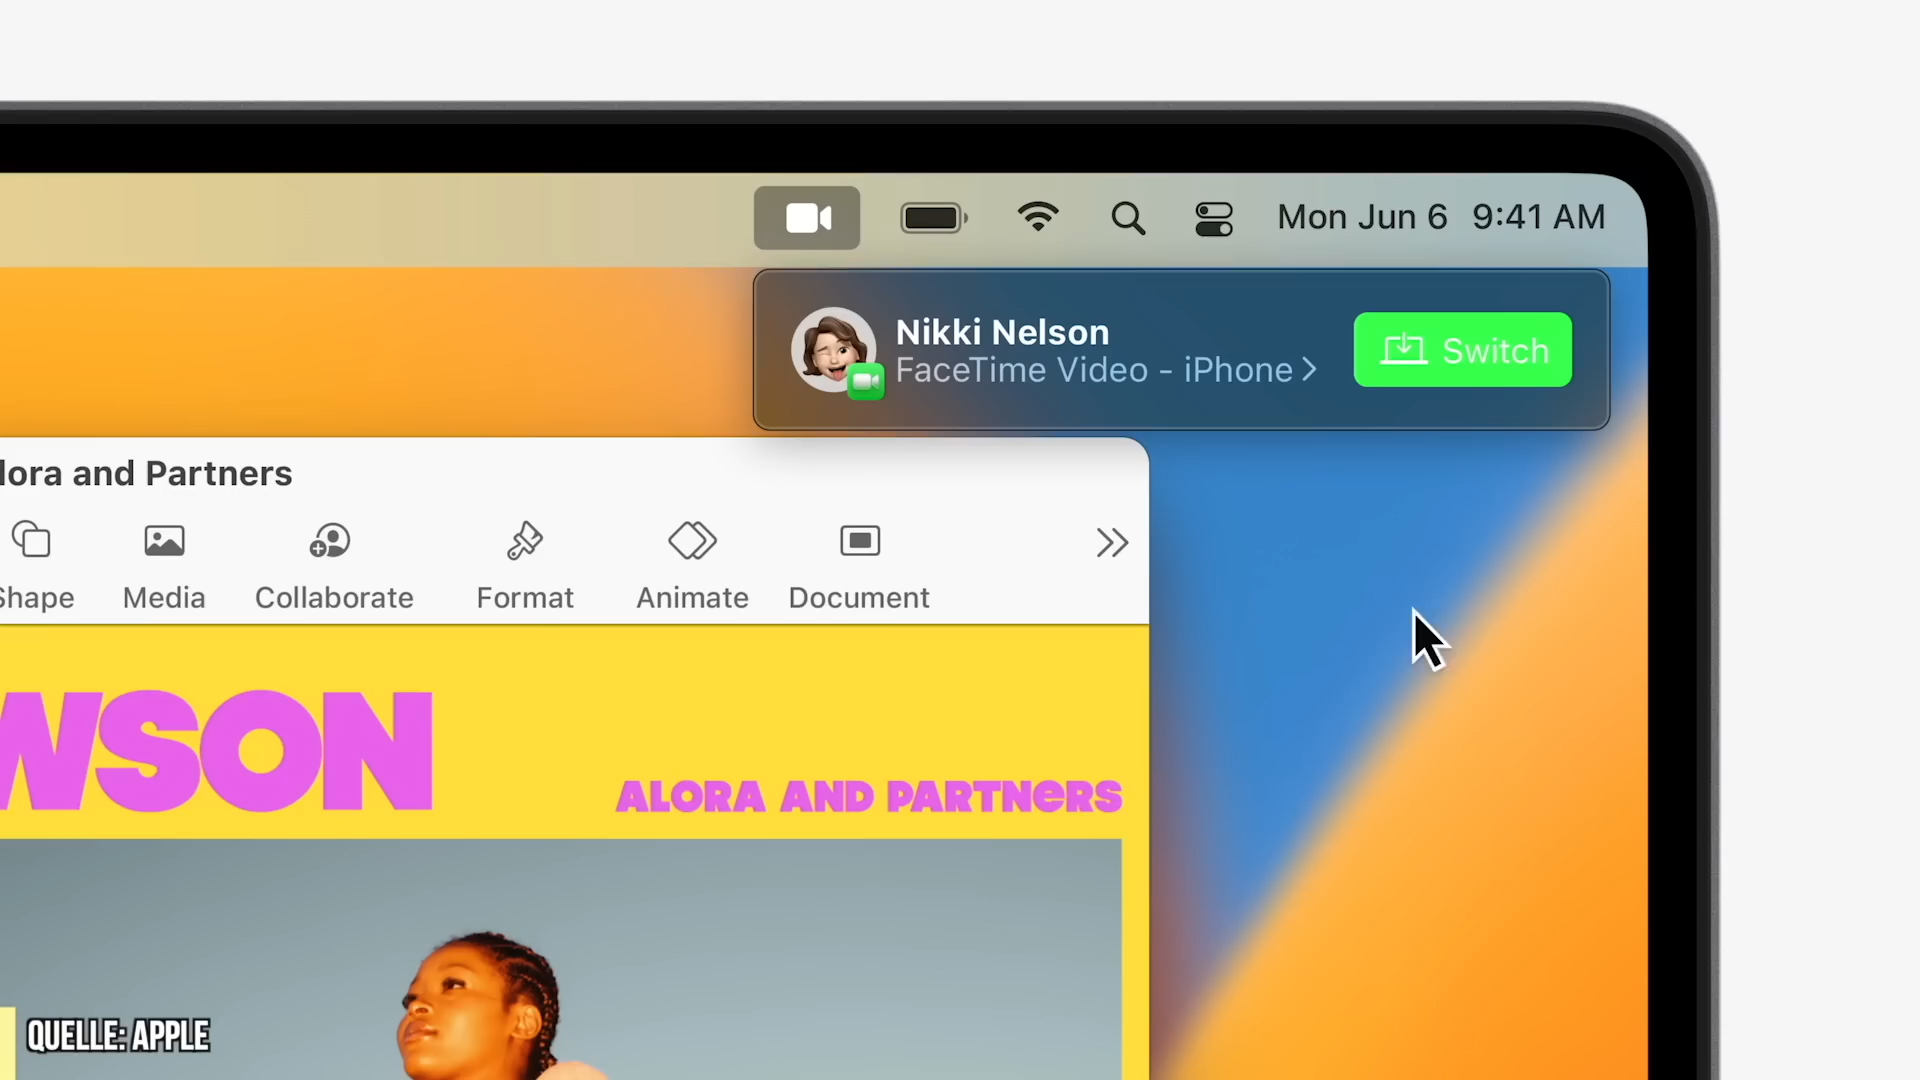 Mon Jun 6 9:41 AM
Nikki Nelson
FaceTime Video - iPhone
Switch
lora and Partners
Shape Media Collaborate Format Animate Document
WSON
ALORA AND PARTNERS
QUELLE: APPLE